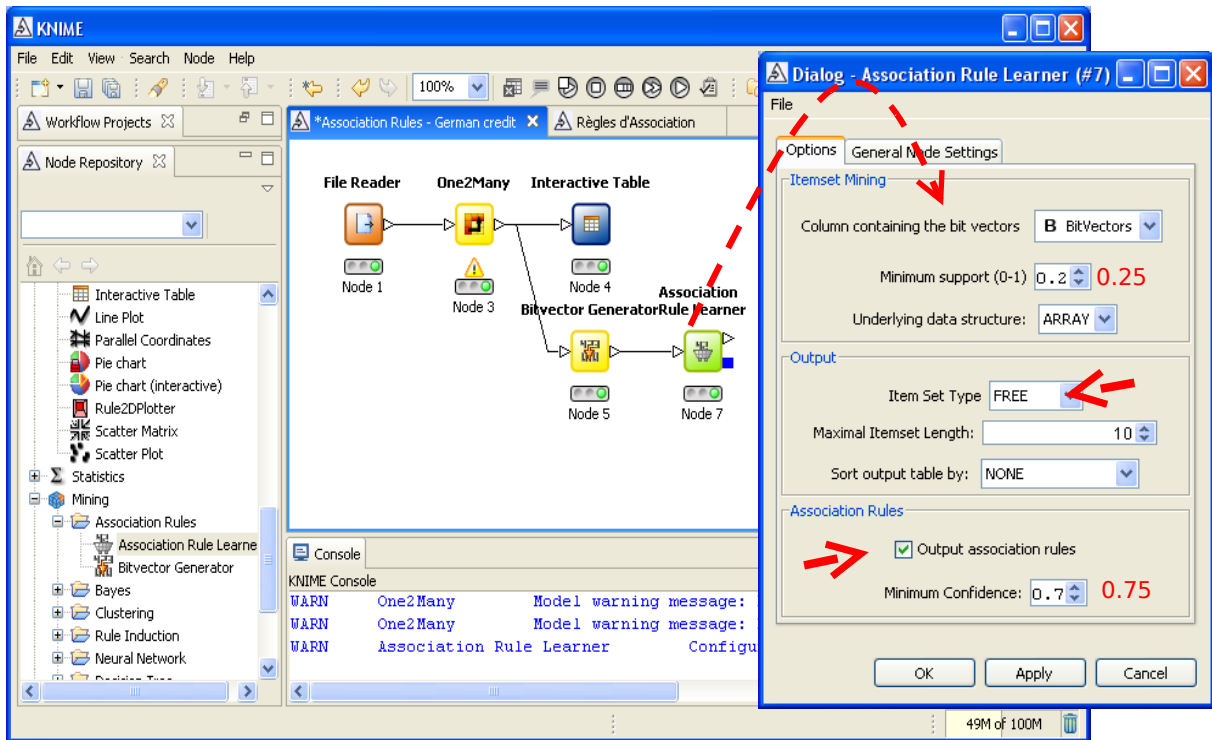 KNIME
File Edit View Search Node Help
100%
Workflow Projects
Node Repository
Interactive Table
Line Plot
Parallel Coordinates
Pie chart
Pie chart (interactive)
Rule2DPlotter
Scatter Matrix
Scatter Plot
Statistics
Mining
Association Rules
Association Rule Learne
Bitvector Generator
Bayes
Clustering
Rule Induction
Neural Network
*Association Rules - German credit
Règles d'Association
File Reader
One2Many
Interactive Table
Node 1
Node 3
Node 4
Bitvector Generator
Association
Rule Learner
Node 5
Node 7
Console
KNIME Console
WARN One2Many Model warning message:
WARN One2Many Model warning message:
WARN Association Rule Learner Configu
49M of 100M
Dialog - Association Rule Learner (#7)
File
Options General Node Settings
Itemset Mining
Column containing the bit vectors B BitVectors
Minimum support (0-1) 0.2 0.25
Underlying data structure: ARRAY
Output
Item Set Type FREE
Maximal Itemset Length: 10
Sort output table by: NONE
Association Rules
Output association rules
Minimum Confidence: 0.7 0.75
OK Apply Cancel